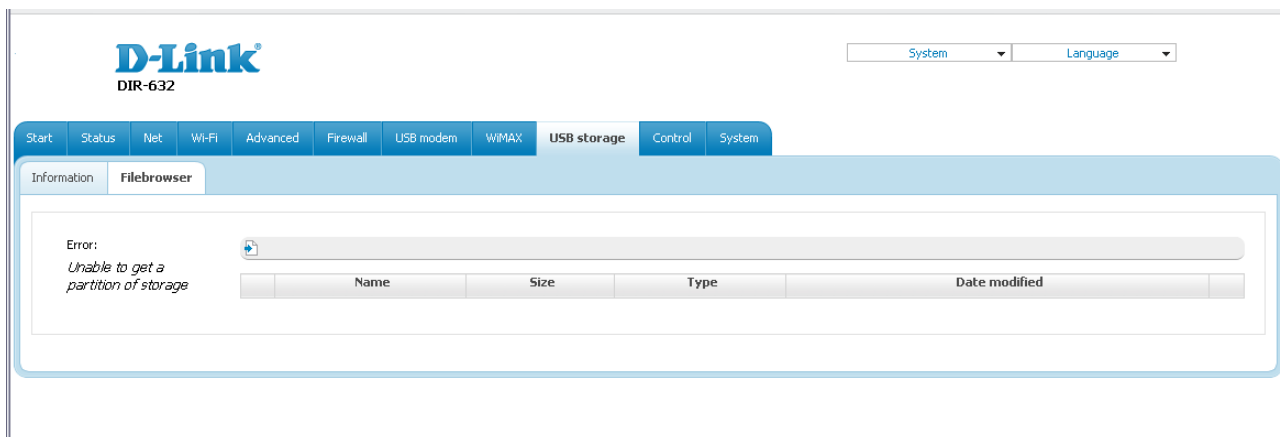 D-Link
DIR-632
System Language
Start Status Net Wi-Fi Advanced Firewall USB modem WiMAX USB storage Control System
Information Filebrowser
Error:
Unable to get a
partition of storage
Name Size Type Date modified